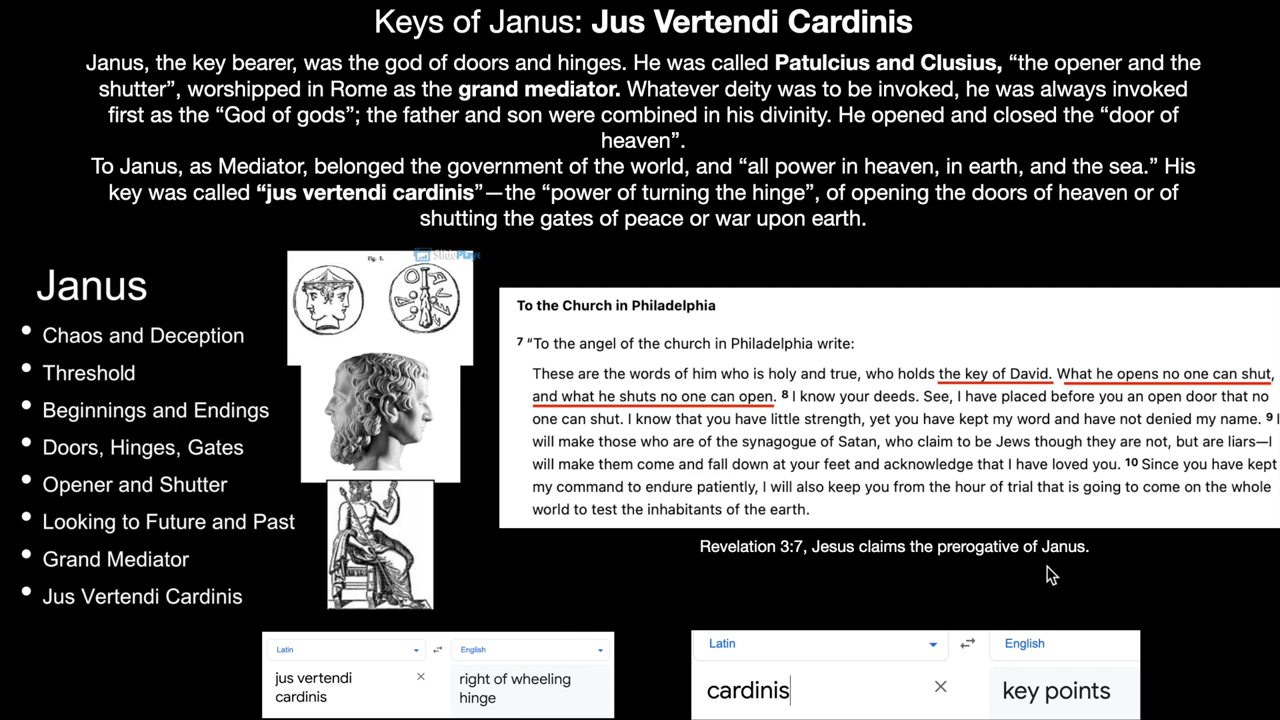 Keys of Janus: Jus Vertendi Cardinis
Janus, the key bearer, was the god of doors and hinges. He was called Patulcius and Clusius, “the opener and the
shutter”, worshipped in Rome as the grand mediator. Whatever deity was to be invoked, he was always invoked
first as the “God of gods”; the father and son were combined in his divinity. He opened and closed the “door of
heaven”.
To Janus, as Mediator, belonged the government of the world, and “all power in heaven, in earth, and the sea.” His
key was called “jus vertendi cardinis”—the “power of turning the hinge”, of opening the doors of heaven or of
shutting the gates of peace or war upon earth.
Janus
• Chaos and Deception
• Threshold
• Beginnings and Endings
• Doors, Hinges, Gates
• Opener and Shutter
• Looking to Future and Past
• Grand Mediator
• Jus Vertendi Cardinis
Fig. 3.
SlidePlaye
To the Church in Philadelphia
7 “To the angel of the church in Philadelphia write:
These are the words of him who is holy and true, who holds the key of David. What he opens no one can shut,
and what he shuts no one can open. 8 I know your deeds. See, I have placed before you an open door that no
one can shut. I know that you have little strength, yet you have kept my word and have not denied my name. 9 I
will make those who are of the synagogue of Satan, who claim to be Jews though they are not, but are liars—I
will make them come and fall down at your feet and acknowledge that I have loved you. 10 Since you have kept
my command to endure patiently, I will also keep you from the hour of trial that is going to come on the whole
world to test the inhabitants of the earth.
Revelation 3:7, Jesus claims the prerogative of Janus.
Latin
English
jus vertendi
cardinis
right of wheeling
hinge
Latin
English
cardinis
key points